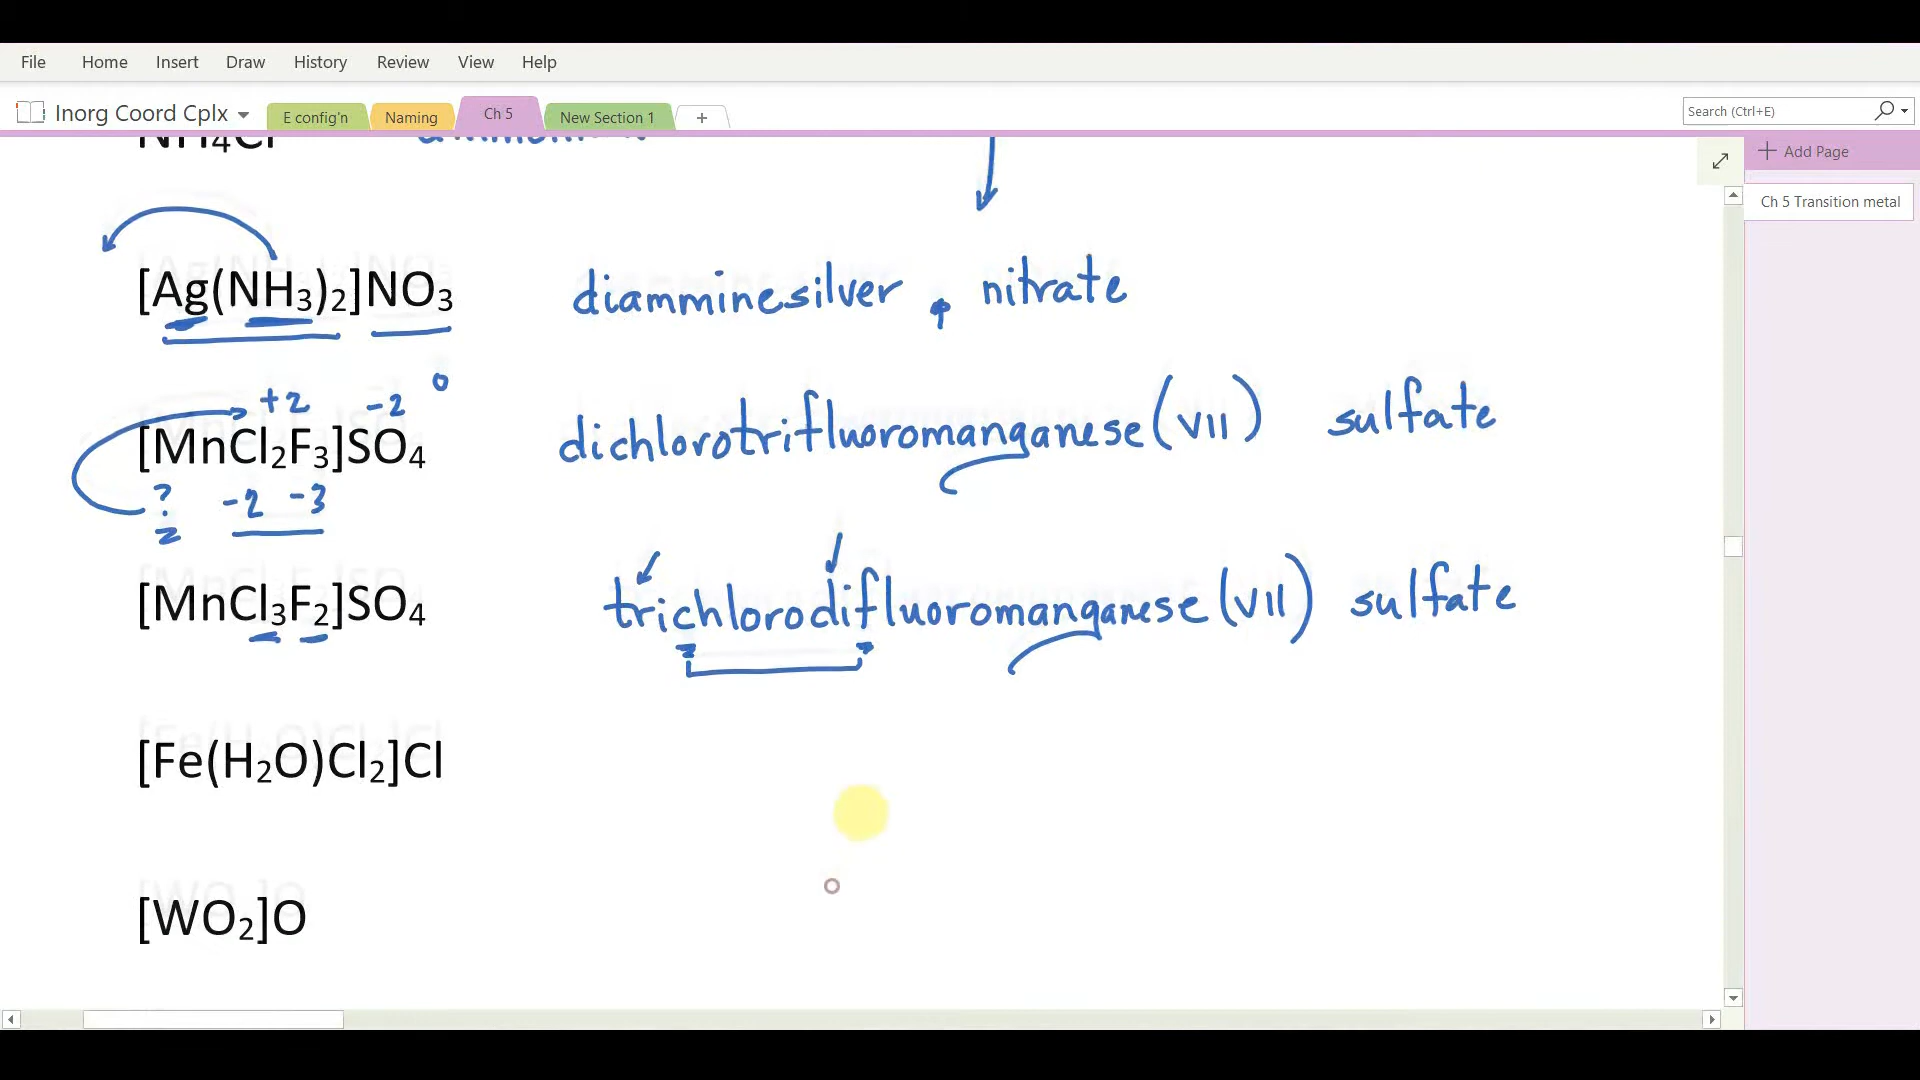 File Home Insert Draw History Review View Help
Inorg Coord Cplx E config'n Naming Ch 5 New Section 1 + Search (Ctrl+E)
+ Add Page
Ch 5 Transition metal
NH₄Cl
[Ag(NH₃)₂]NO₃ diamminesilver nitrate
+2 -2 0
[MnCl₂F₃]SO₄ dichlorotrifluoromanganese(VII) sulfate
? -2 -3
[MnCl₃F₂]SO₄ trichlorodifluoromanganese(VII) sulfate
[Fe(H₂O)Cl₂]Cl
[WO₂]O